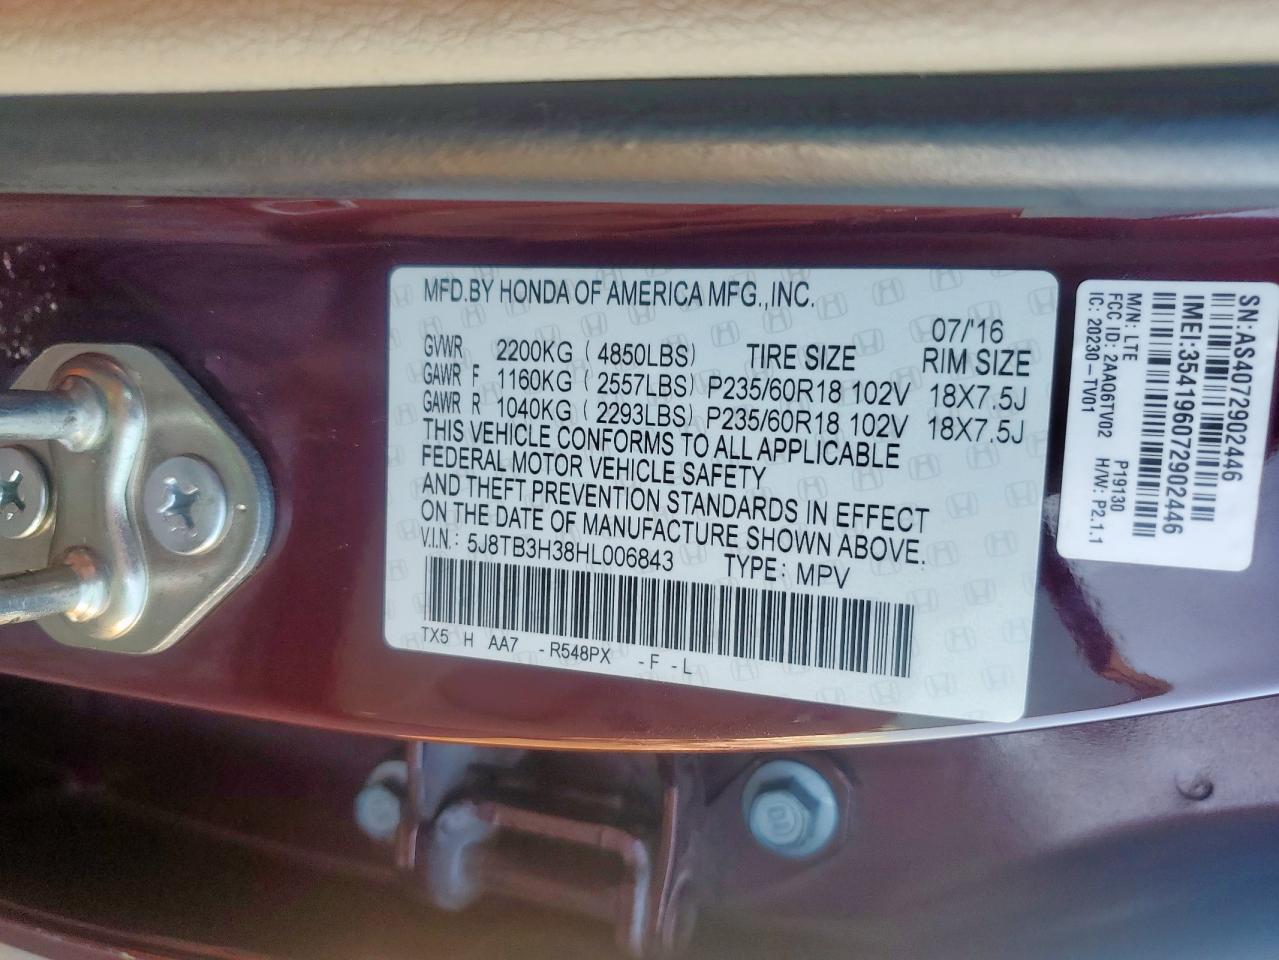 MFD.BY HONDA OF AMERICA MFG.,INC.
07/'16
GVWR 2200KG ( 4850LBS) TIRE SIZE RIM SIZE
GAWR F 1160KG ( 2557LBS) P235/60R18 102V 18X7.5J
GAWR R 1040KG ( 2293LBS) P235/60R18 102V 18X7.5J
THIS VEHICLE CONFORMS TO ALL APPLICABLE
FEDERAL MOTOR VEHICLE SAFETY
AND THEFT PREVENTION STANDARDS IN EFFECT
ON THE DATE OF MANUFACTURE SHOWN ABOVE.
V.I.N.: 5J8TB3H38HL006843 TYPE: MPV
TX5 H AA7 -R548PX -F -L
SN:AS4072902446
IMEI:354196072902446
M/N: LTE P19130
FCC ID: 2AAQ6TV02 H/W: P2.1.1
IC: 20230-TV01